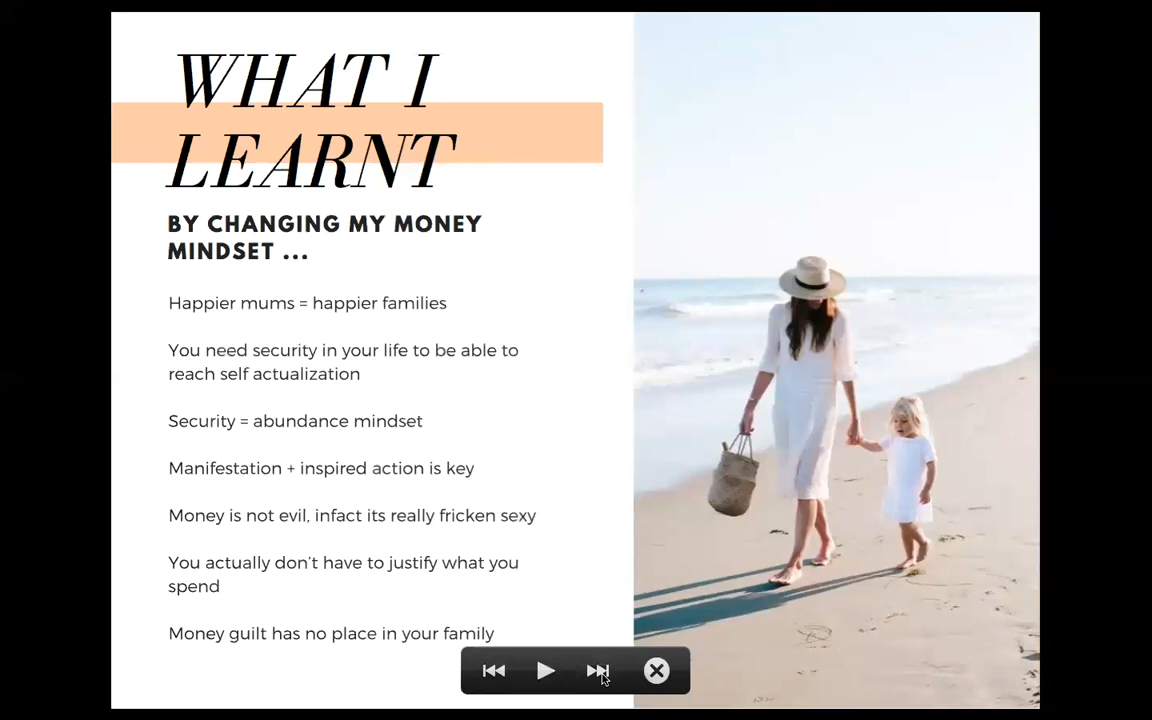 WHAT I
LEARNT
BY CHANGING MY MONEY
MINDSET ...
Happier mums = happier families
You need security in your life to be able to
reach self actualization
Security = abundance mindset
Manifestation + inspired action is key
Money is not evil, infact its really fricken sexy
You actually don't have to justify what you
spend
Money guilt has no place in your family